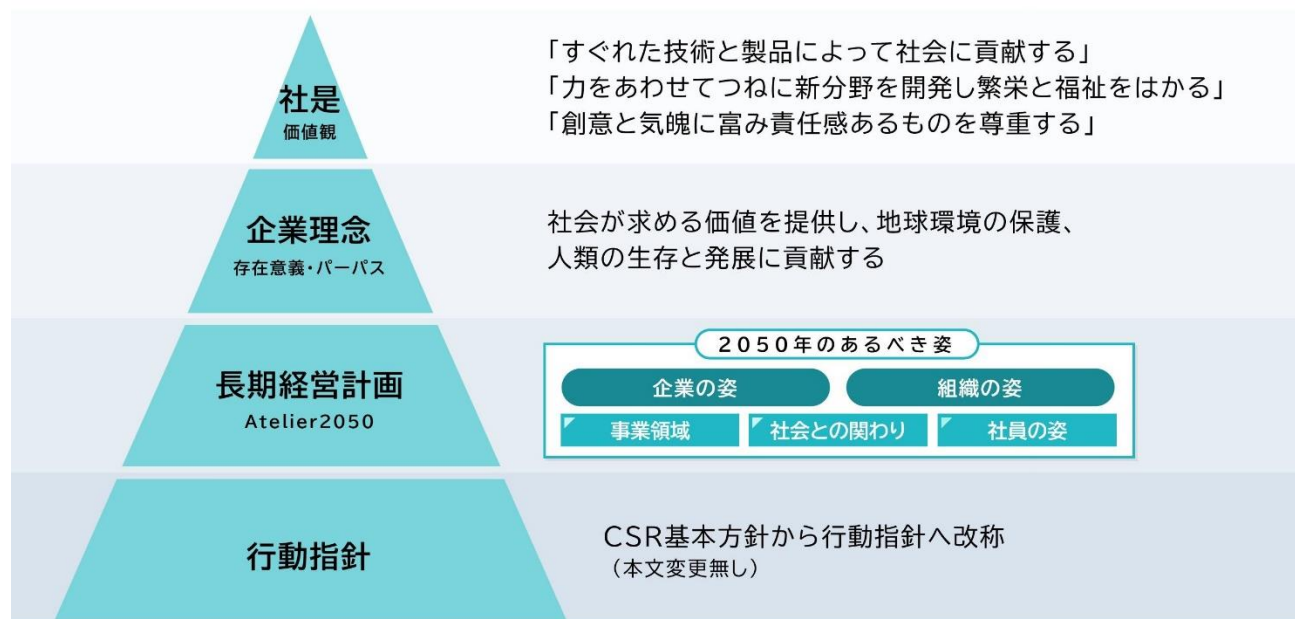 社是
価値観
「すぐれた技術と製品によって社会に貢献する」
「力をあわせてつねに新分野を開発し繁栄と福祉をはかる」
「創意と気魄に富み責任感あるものを尊重する」
企業理念
存在意義・パーパス
社会が求める価値を提供し、地球環境の保護、
人類の生存と発展に貢献する
長期経営計画
Atelier2050
2050年のあるべき姿
企業の姿
組織の姿
事業領域
社会との関わり
社員の姿
行動指針
CSR基本方針から行動指針へ改称
（本文変更無し）